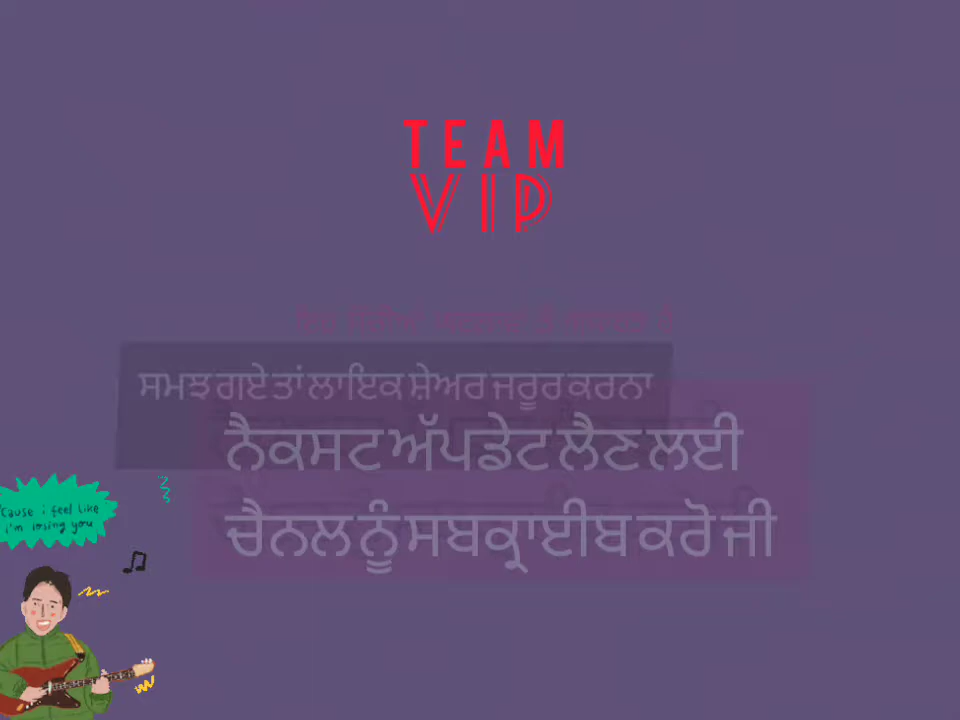 TEAM
VIP
ਸਮਝ ਗਏ ਤਾਂ ਲਾਇਕ ਸ਼ੇਅਰ ਜਰੂਰ ਕਰਨਾ
ਨੈਕਸਟ ਅੱਪਡੇਟ ਲੈਣ ਲਈ
ਚੈਨਲ ਨੂੰ ਸਬਕ੍ਰਾਈਬ ਕਰੋ ਜੀ
'Cause i feel like
i'm losing you